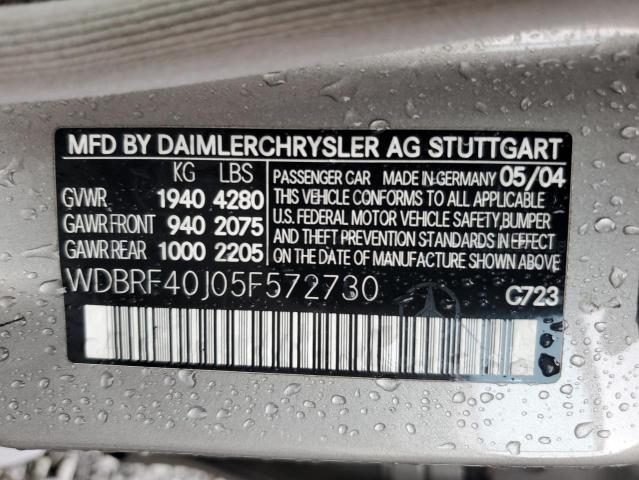 MFD BY DAIMLERCHRYSLER AG STUTTGART
KG LBS
GVWR 1940 4280
GAWR FRONT 940 2075
GAWR REAR 1000 2205
PASSENGER CAR MADE IN GERMANY 05/04
THIS VEHICLE CONFORMS TO ALL APPLICABLE
U.S. FEDERAL MOTOR VEHICLE SAFETY, BUMPER
AND THEFT PREVENTION STANDARDS IN EFFECT
ON THE DATE OF MANUFACTURE SHOWN ABOVE.
WDBRF40J05F572730
C723